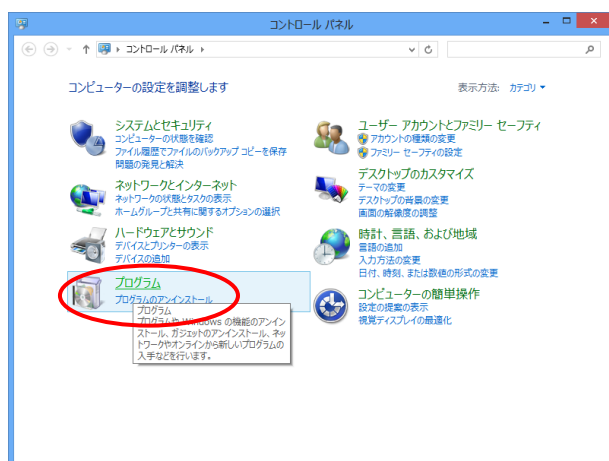 コントロール パネル
コントロール パネル
コンピューターの設定を調整します
表示方法: カテゴリ
システムとセキュリティ
コンピューターの状態を確認
ファイル履歴でファイルのバックアップ コピーを保存
問題の発見と解決
ネットワークとインターネット
ネットワークの状態とタスクの表示
ホームグループと共有に関するオプションの選択
ハードウェアとサウンド
デバイスとプリンターの表示
デバイスの追加
プログラム
プログラムのアンインストール
プログラム
プログラムや Windows の機能のアンイン
ストール、ガジェットのアンインストール、ネッ
トワークやオンラインから新しいプログラムの
入手などを行います。
ユーザー アカウントとファミリー セーフティ
アカウントの種類の変更
ファミリー セーフティの設定
デスクトップのカスタマイズ
テーマの変更
デスクトップの背景の変更
画面の解像度の調整
時計、言語、および地域
言語の追加
入力方法の変更
日付、時刻、または数値の形式の変更
コンピューターの簡単操作
設定の提案の表示
視覚ディスプレイの最適化